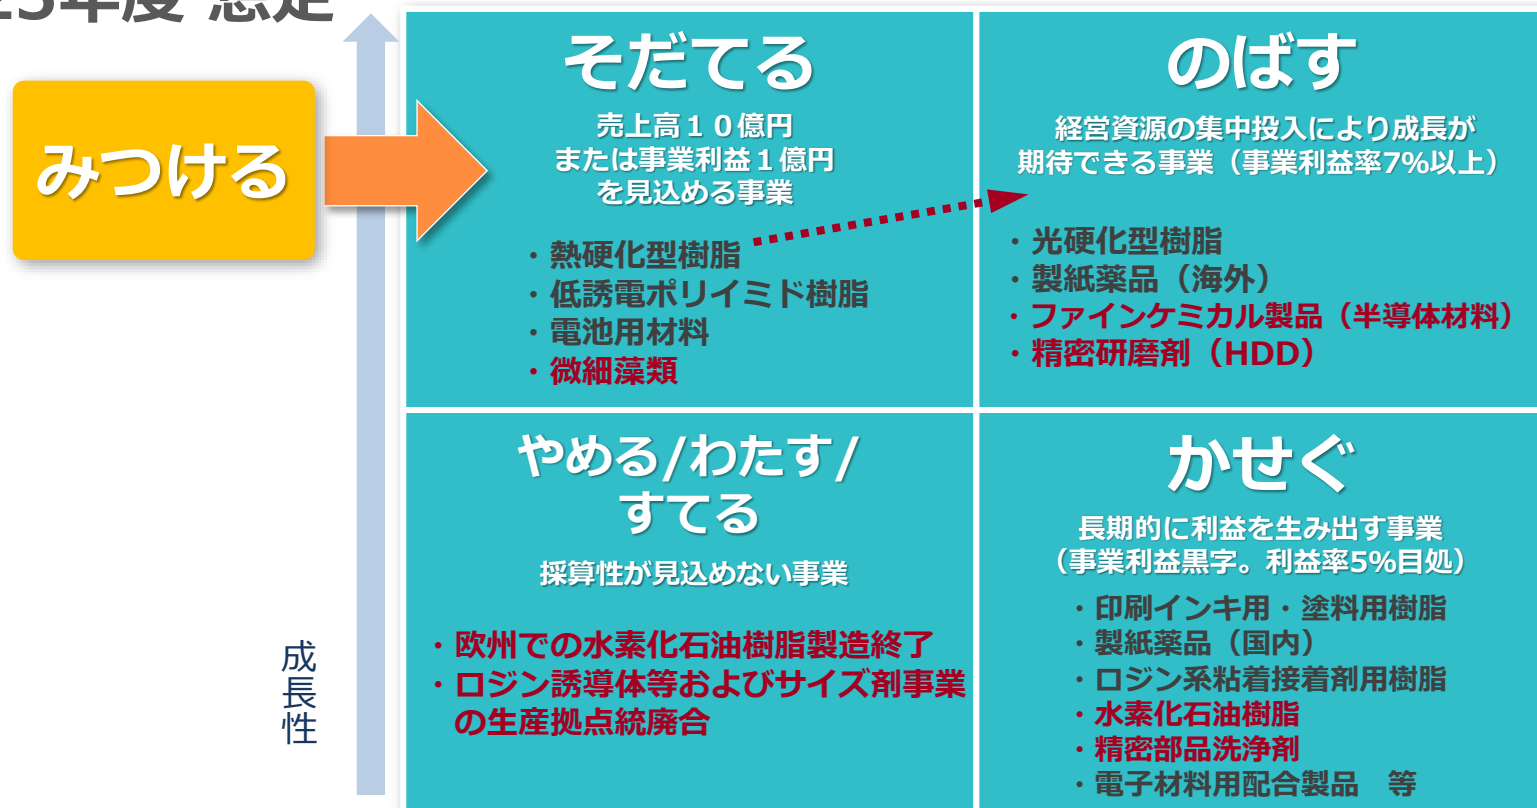 25年度 想定
みつける
そだてる
売上高１０億円
または事業利益１億円
を見込める事業
・熱硬化型樹脂
・低誘電ポリイミド樹脂
・電池用材料
・微細藻類
のばす
経営資源の集中投入により成長が
期待できる事業（事業利益率7%以上）
・光硬化型樹脂
・製紙薬品（海外）
・ファインケミカル製品（半導体材料）
・精密研磨剤（HDD）
やめる/わたす/
すてる
採算性が見込めない事業
・欧州での水素化石油樹脂製造終了
・ロジン誘導体等およびサイズ剤事業
の生産拠点統廃合
かせぐ
長期的に利益を生み出す事業
（事業利益黒字。利益率5%目処）
・印刷インキ用・塗料用樹脂
・製紙薬品（国内）
・ロジン系粘着接着剤用樹脂
・水素化石油樹脂
・精密部品洗浄剤
・電子材料用配合製品　等
成長性